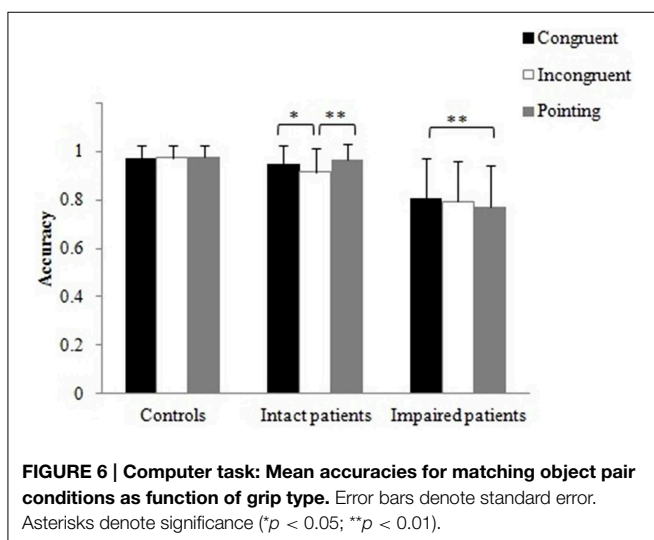 Congruent
Incongruent
Pointing
* ** **
1
0.8
0.6
0.4
0.2
0
Accuracy
Controls Intact patients Impaired patients
FIGURE 6 | Computer task: Mean accuracies for matching object pair
conditions as function of grip type. Error bars denote standard error.
Asterisks denote significance (*p < 0.05; **p < 0.01).